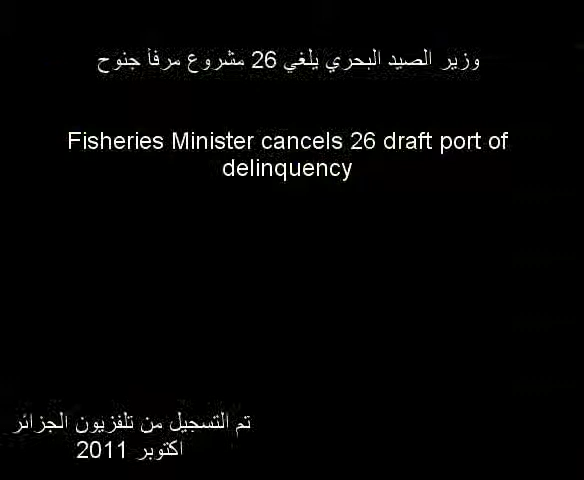 وزير الصيد البحري يلغي 26 مشروع مرفأ جنوح
Fisheries Minister cancels 26 draft port of
delinquency
تم التسجيل من تلفزيون الجزائر
اكتوبر 2011